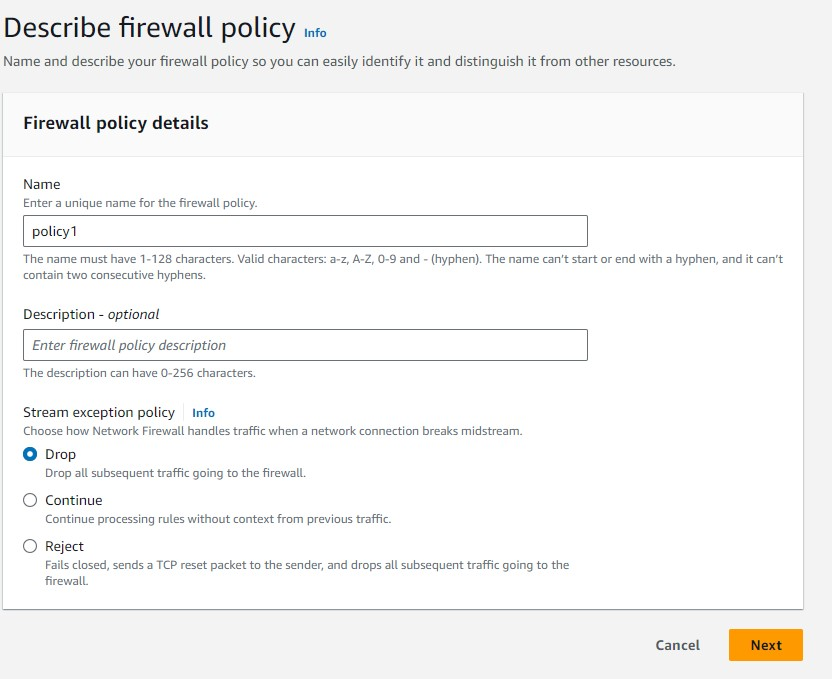 Describe firewall policy Info
Name and describe your firewall policy so you can easily identify it and distinguish it from other resources.
Firewall policy details
Name
Enter a unique name for the firewall policy.
policy1
The name must have 1-128 characters. Valid characters: a-z, A-Z, 0-9 and - (hyphen). The name can't start or end with a hyphen, and it can't
contain two consecutive hyphens.
Description - optional
Enter firewall policy description
The description can have 0-256 characters.
Stream exception policy Info
Choose how Network Firewall handles traffic when a network connection breaks midstream.
Drop
Drop all subsequent traffic going to the firewall.
Continue
Continue processing rules without context from previous traffic.
Reject
Fails closed, sends a TCP reset packet to the sender, and drops all subsequent traffic going to the
firewall.
Cancel Next